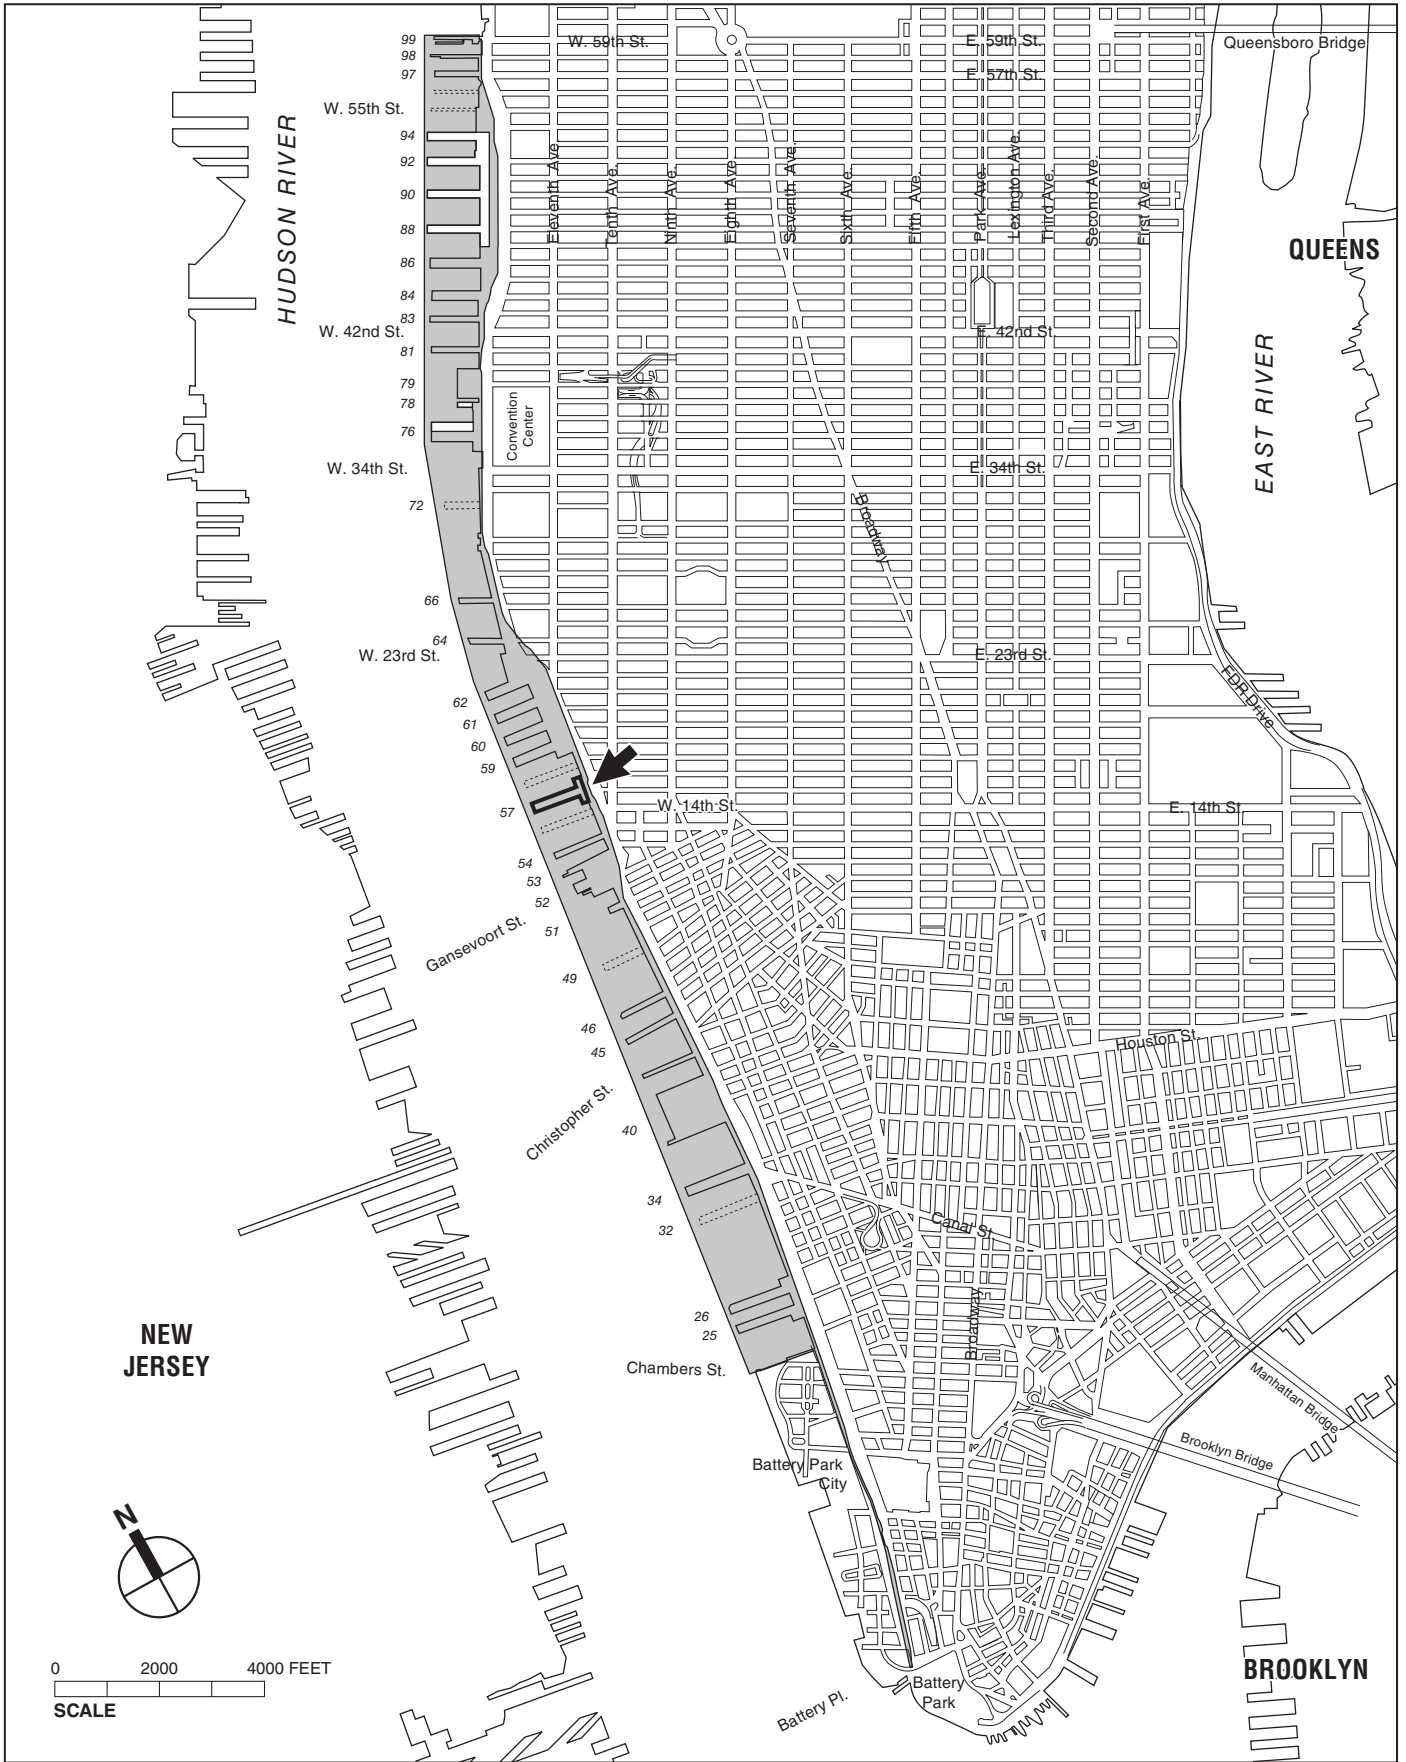 99
W. 59th St.
E. 59th St.
Queensboro Bridge
98
97
E. 57th St.
W. 55th St.
HUDSON RIVER
94
92
90
88
Eleventh Ave.
Tenth Ave.
Ninth Ave.
Eighth Ave.
Seventh Ave.
Sixth Ave.
Fifth Ave.
Park Ave.
Lexington Ave.
Third Ave.
Second Ave.
First Ave.
QUEENS
86
84
83
W. 42nd St.
E. 42nd St.
81
79
78
76
Convention
Center
EAST RIVER
W. 34th St.
E. 34th St.
72
Broadway
66
64
W. 23rd St.
E. 23rd St.
FDR Drive
62
61
60
59
57
W. 14th St.
E. 14th St.
54
53
52
51
Gansevoort St.
49
46
45
Houston St.
Christopher St.
40
34
32
Canal St.
26
25
Broadway
NEW
JERSEY
Chambers St.
Manhattan Bridge
Brooklyn Bridge
Battery Park
City
N
BROOKLYN
Battery
Park
Battery Pl.
0 2000 4000 FEET
SCALE